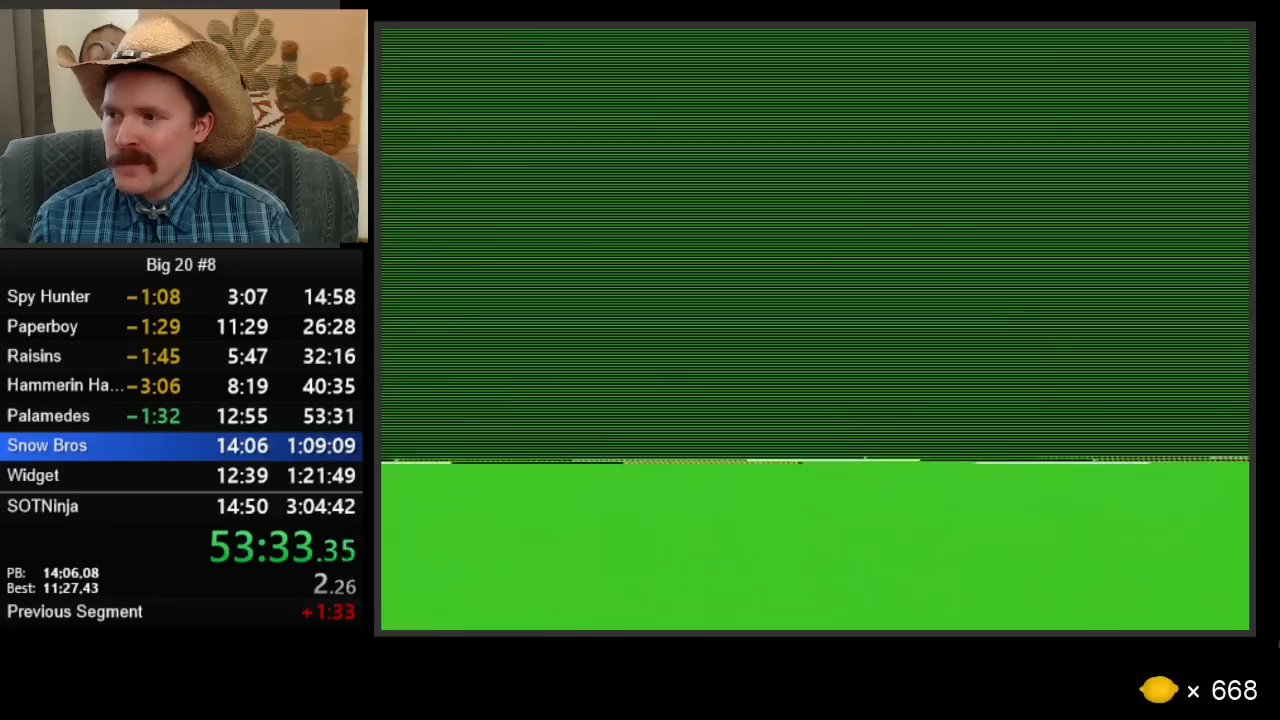 Big 20 #8
Spy Hunter −1:08 3:07 14:58
Paperboy −1:29 11:29 26:28
Raisins −1:45 5:47 32:16
Hammerin Ha... −3:06 8:19 40:35
Palamedes −1:32 12:55 53:31
Snow Bros 14:06 1:09:09
Widget 12:39 1:21:49
SOTNinja 14:50 3:04:42
53:33.35
PB: 14:06.08
Best: 11:27.43
2.26
Previous Segment +1:33
× 668